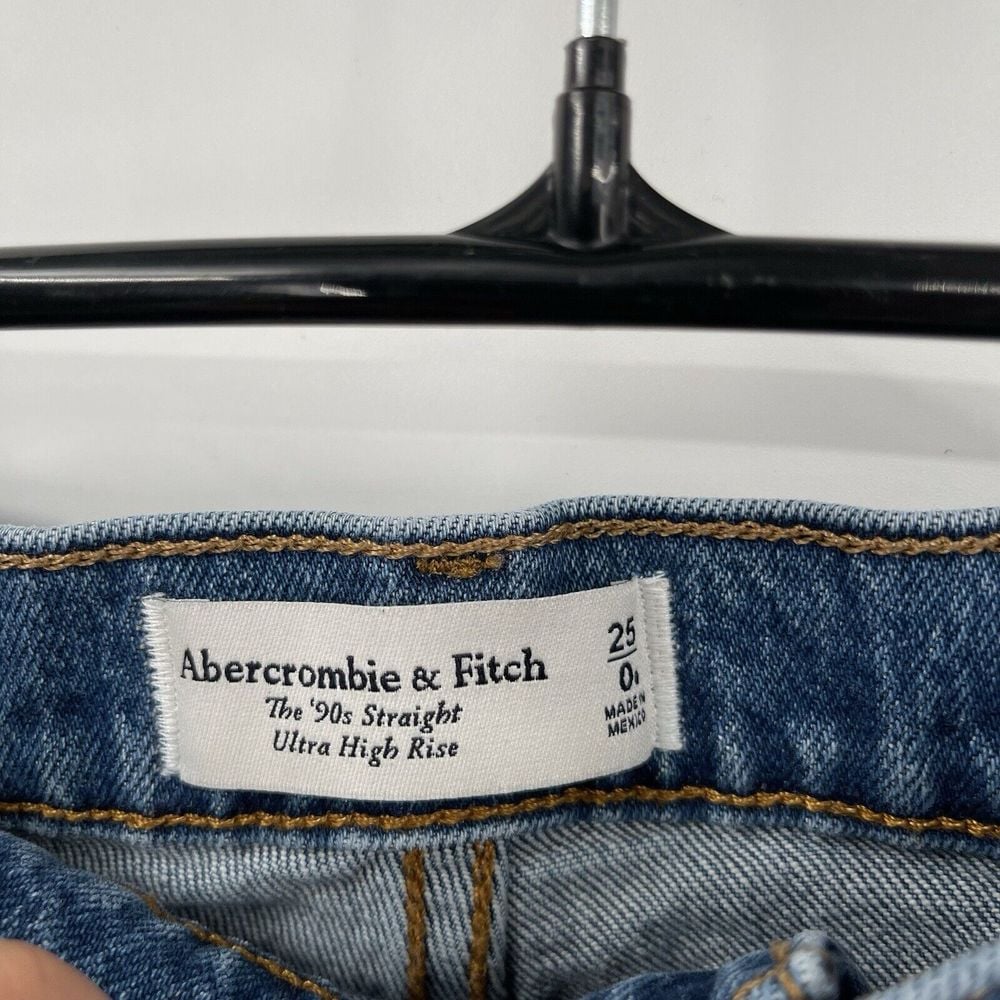 Abercrombie & Fitch
The '90s Straight
Ultra High Rise
25
0
MADE IN
MEXICO